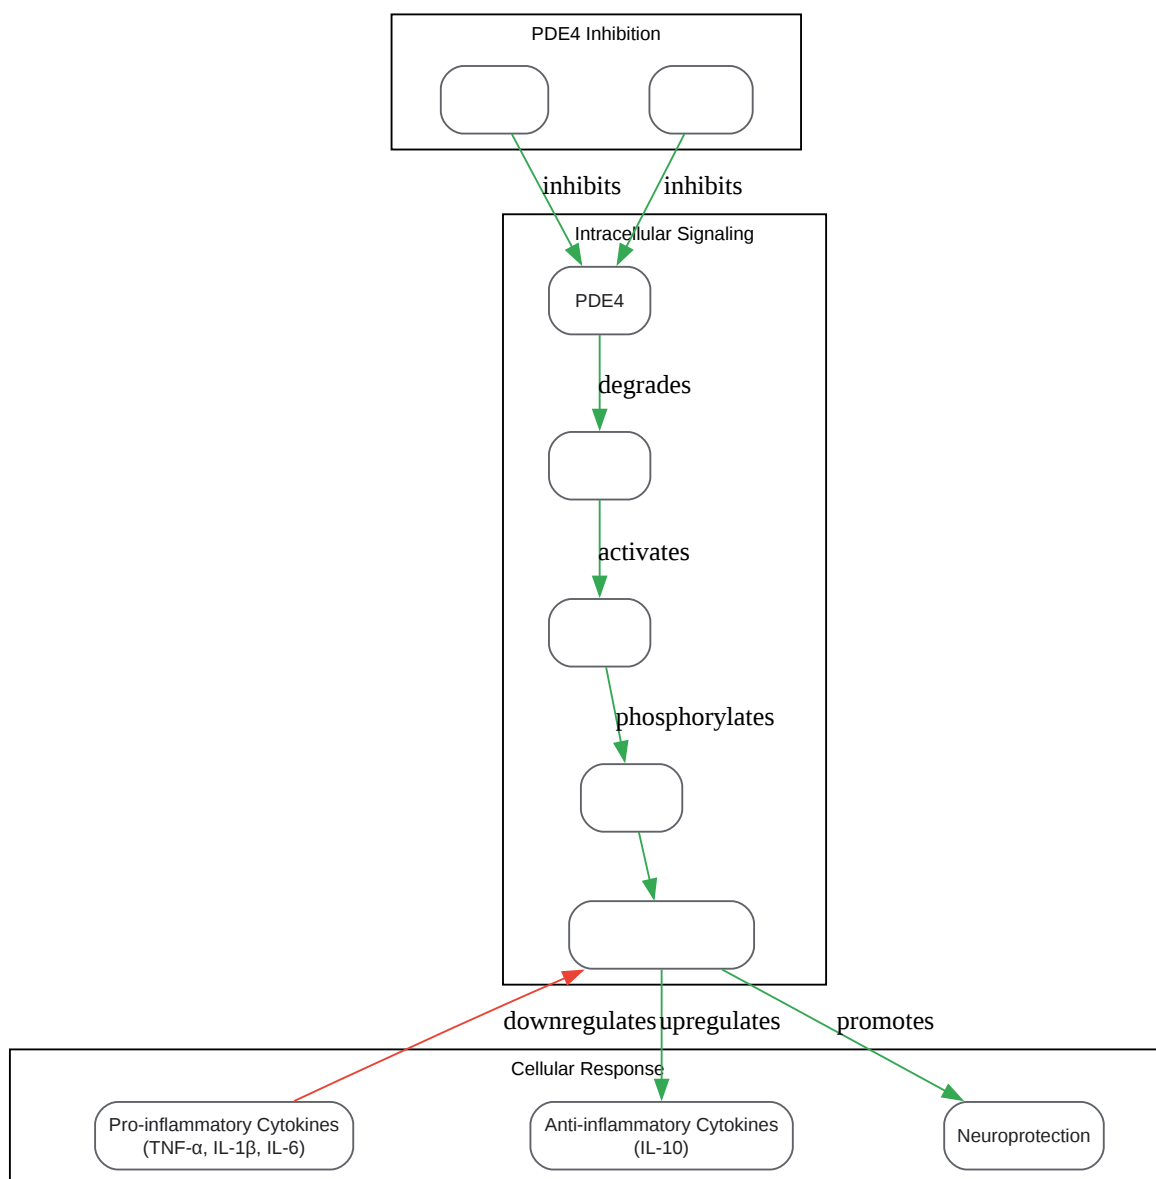 PDE4 Inhibition
inhibits
inhibits
Intracellular Signaling
PDE4
degrades
activates
phosphorylates
downregulates
upregulates
promotes
Cellular Response
Pro-inflammatory Cytokines
(TNF-α, IL-1β, IL-6)
Anti-inflammatory Cytokines
(IL-10)
Neuroprotection